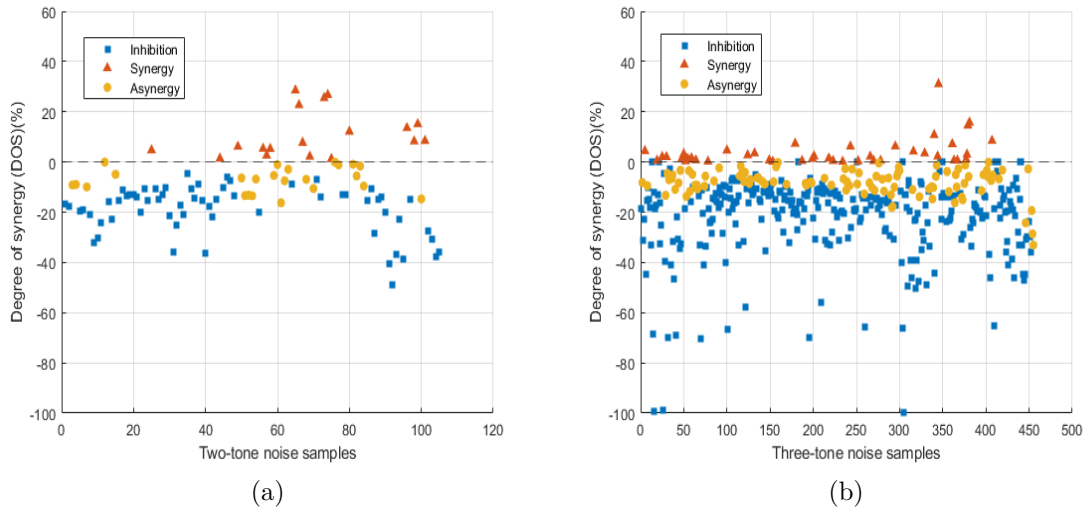 60
40
20
0
-20
-40
-60
-80
-100
Degree of synergy (DOS)(%)
Inhibition
Synergy
Asynergy
0 20 40 60 80 100 120
Two-tone noise samples
(a)
60
40
20
0
-20
-40
-60
-80
-100
Degree of synergy (DOS)(%)
Inhibition
Synergy
Asynergy
0 50 100 150 200 250 300 350 400 450 500
Three-tone noise samples
(b)